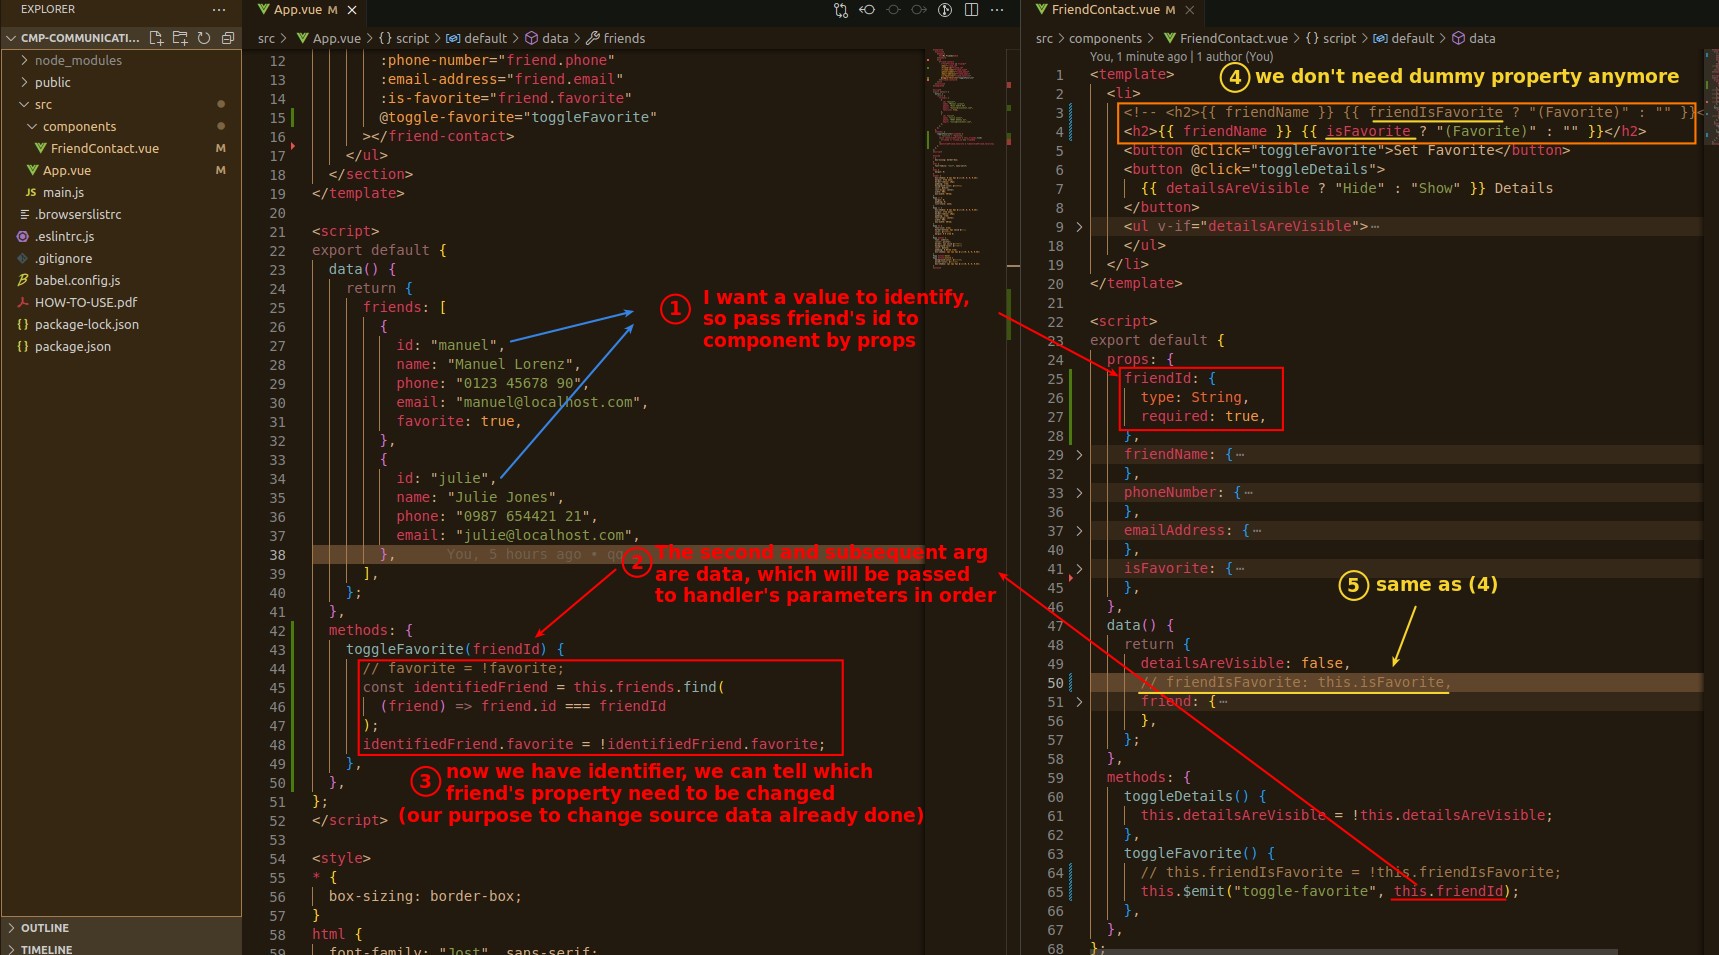 EXPLORER ···
CMP-COMMUNICATI...
node_modules
public
src
components
FriendContact.vue M
App.vue M
JS main.js
.browserslistrc
.eslintrc.js
.gitignore
babel.config.js
HOW-TO-USE.pdf
{} package-lock.json
{} package.json
OUTLINE
TIMELINE
App.vue M ×
src > App.vue > {} script > default > data > friends
12 :phone-number="friend.phone"
13 :email-address="friend.email"
14 :is-favorite="friend.favorite"
15 @toggle-favorite="toggleFavorite"
16 ></friend-contact>
17 </ul>
18 </section>
19 </template>
20
21 <script>
22 export default {
23 data() {
24 return {
25 friends: [
26 {
27 id: "manuel",
28 name: "Manuel Lorenz",
29 phone: "0123 45678 90",
30 email: "manuel@localhost.com",
31 favorite: true,
32 },
33 {
34 id: "julie",
35 name: "Julie Jones",
36 phone: "0987 654421 21",
37 email: "julie@localhost.com",
38 }, You, 5 hours ago •
39 ],
40 };
41 },
42 methods: {
43 toggleFavorite(friendId) {
44 // favorite = !favorite;
45 const identifiedFriend = this.friends.find(
46 (friend) => friend.id === friendId
47 );
48 identifiedFriend.favorite = !identifiedFriend.favorite;
49 },
50 },
51 };
52 </script>
53
54 <style>
55 * {
56 box-sizing: border-box;
57 }
58 html {
59 font-family: "Jost", sans-serif;
1 I want a value to identify,
so pass friend's id to
component by props
2 The second and subsequent arg
are data, which will be passed
to handler's parameters in order
3 now we have identifier, we can tell which
friend's property need to be changed
(our purpose to change source data already done)
FriendContact.vue M ×
src > components > FriendContact.vue > {} script > default > data
You, 1 minute ago | 1 author (You)
4 we don't need dummy property anymore
1 <template>
2 <li>
3 <!-- <h2>{{ friendName }} {{ friendIsFavorite ? "(Favorite)" : "" }}<
4 <h2>{{ friendName }} {{ isFavorite ? "(Favorite)" : "" }}</h2>
5 <button @click="toggleFavorite">Set Favorite</button>
6 <button @click="toggleDetails">
7 {{ detailsAreVisible ? "Hide" : "Show" }} Details
8 </button>
9 <ul v-if="detailsAreVisible">···
18 </ul>
19 </li>
20 </template>
21
22 <script>
23 export default {
24 props: {
25 friendId: {
26 type: String,
27 required: true,
28 },
29 friendName: {···
32 },
33 phoneNumber: {···
36 },
37 emailAddress: {···
40 },
41 isFavorite: {···
45 },
46 },
47 data() {
48 return {
49 detailsAreVisible: false,
50 // friendIsFavorite: this.isFavorite,
51 friend: {···
56 },
57 };
58 },
59 methods: {
60 toggleDetails() {
61 this.detailsAreVisible = !this.detailsAreVisible;
62 },
63 toggleFavorite() {
64 // this.friendIsFavorite = !this.friendIsFavorite;
65 this.$emit("toggle-favorite", this.friendId);
66 },
67 },
68 };
5 same as (4)